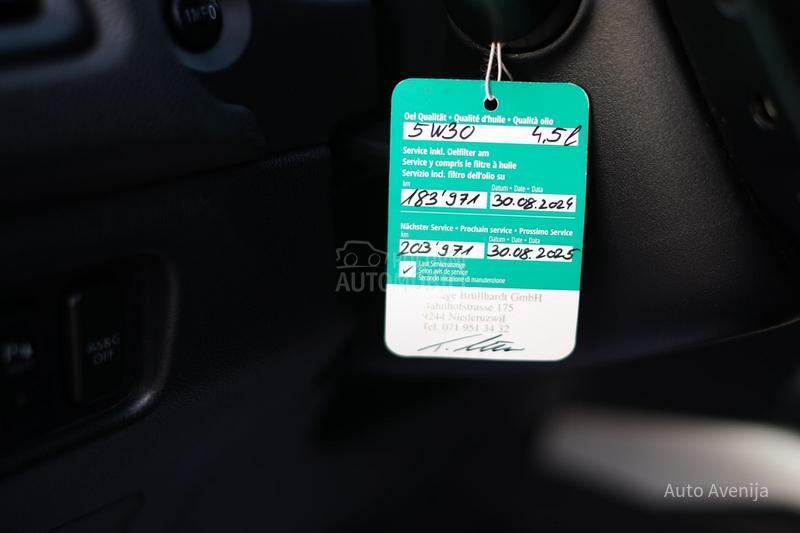 INFO
Oel Qualität • Qualité d'huile • Qualità olio
5W30 4,5l
Service inkl. Oelfilter am
Service y compris le filtre à huile
Servizio incl. filtro dell'olio su
km Datum • Date • Data
183'971 30.08.2024
Nächster Service • Prochain service • Prossimo Service
km Datum • Date • Data
203'971 30.08.2025
✓ Laut Serviceanzeige
Selon avis de service
Secondo indicazione di manutenzione
Brüllhardt GmbH
Bahnhofstrasse 175
9244 Niederuzwil
Tel. 071 951 34 32
AS&G
OFF
Auto Avenija